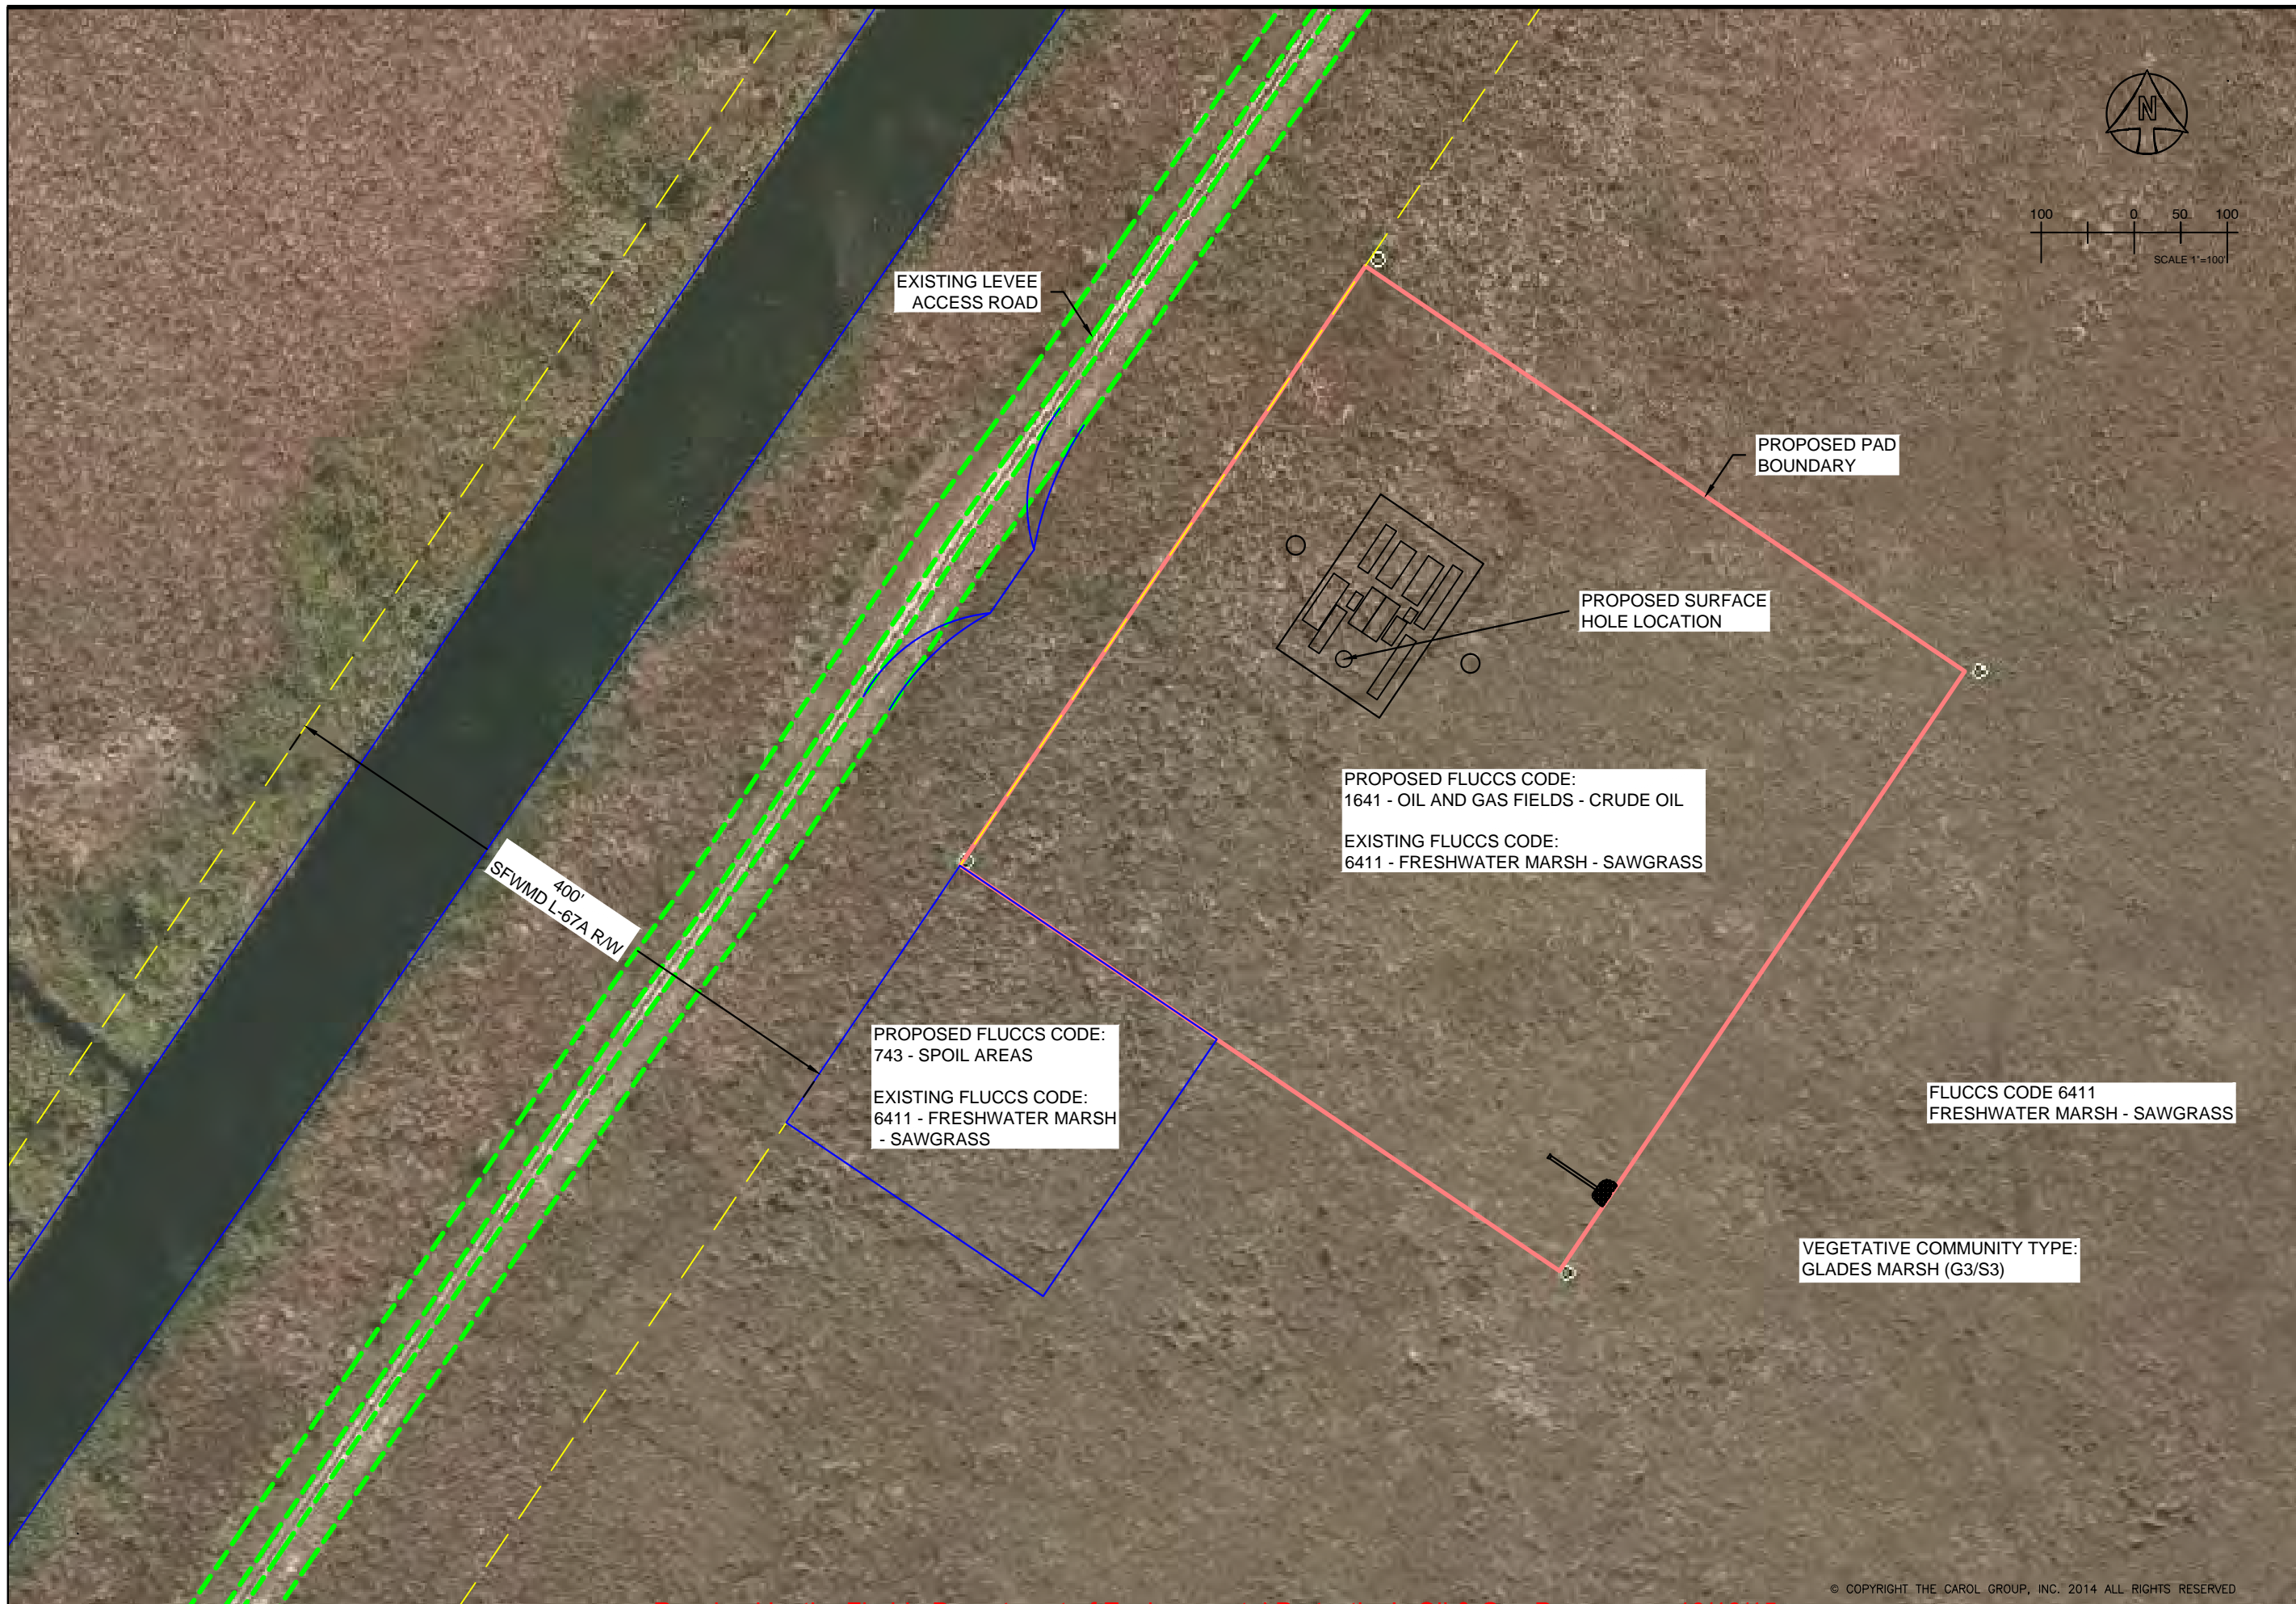 N
100 0 50 100
SCALE 1"=100'
EXISTING LEVEE
ACCESS ROAD
PROPOSED PAD
BOUNDARY
PROPOSED SURFACE
HOLE LOCATION
PROPOSED FLUCCS CODE:
1641 - OIL AND GAS FIELDS - CRUDE OIL
EXISTING FLUCCS CODE:
6411 - FRESHWATER MARSH - SAWGRASS
400'
SFWMD L-67A R/W
PROPOSED FLUCCS CODE:
743 - SPOIL AREAS
EXISTING FLUCCS CODE:
6411 - FRESHWATER MARSH
- SAWGRASS
FLUCCS CODE 6411
FRESHWATER MARSH - SAWGRASS
VEGETATIVE COMMUNITY TYPE:
GLADES MARSH (G3/S3)
© COPYRIGHT THE CAROL GROUP, INC. 2014 ALL RIGHTS RESERVED